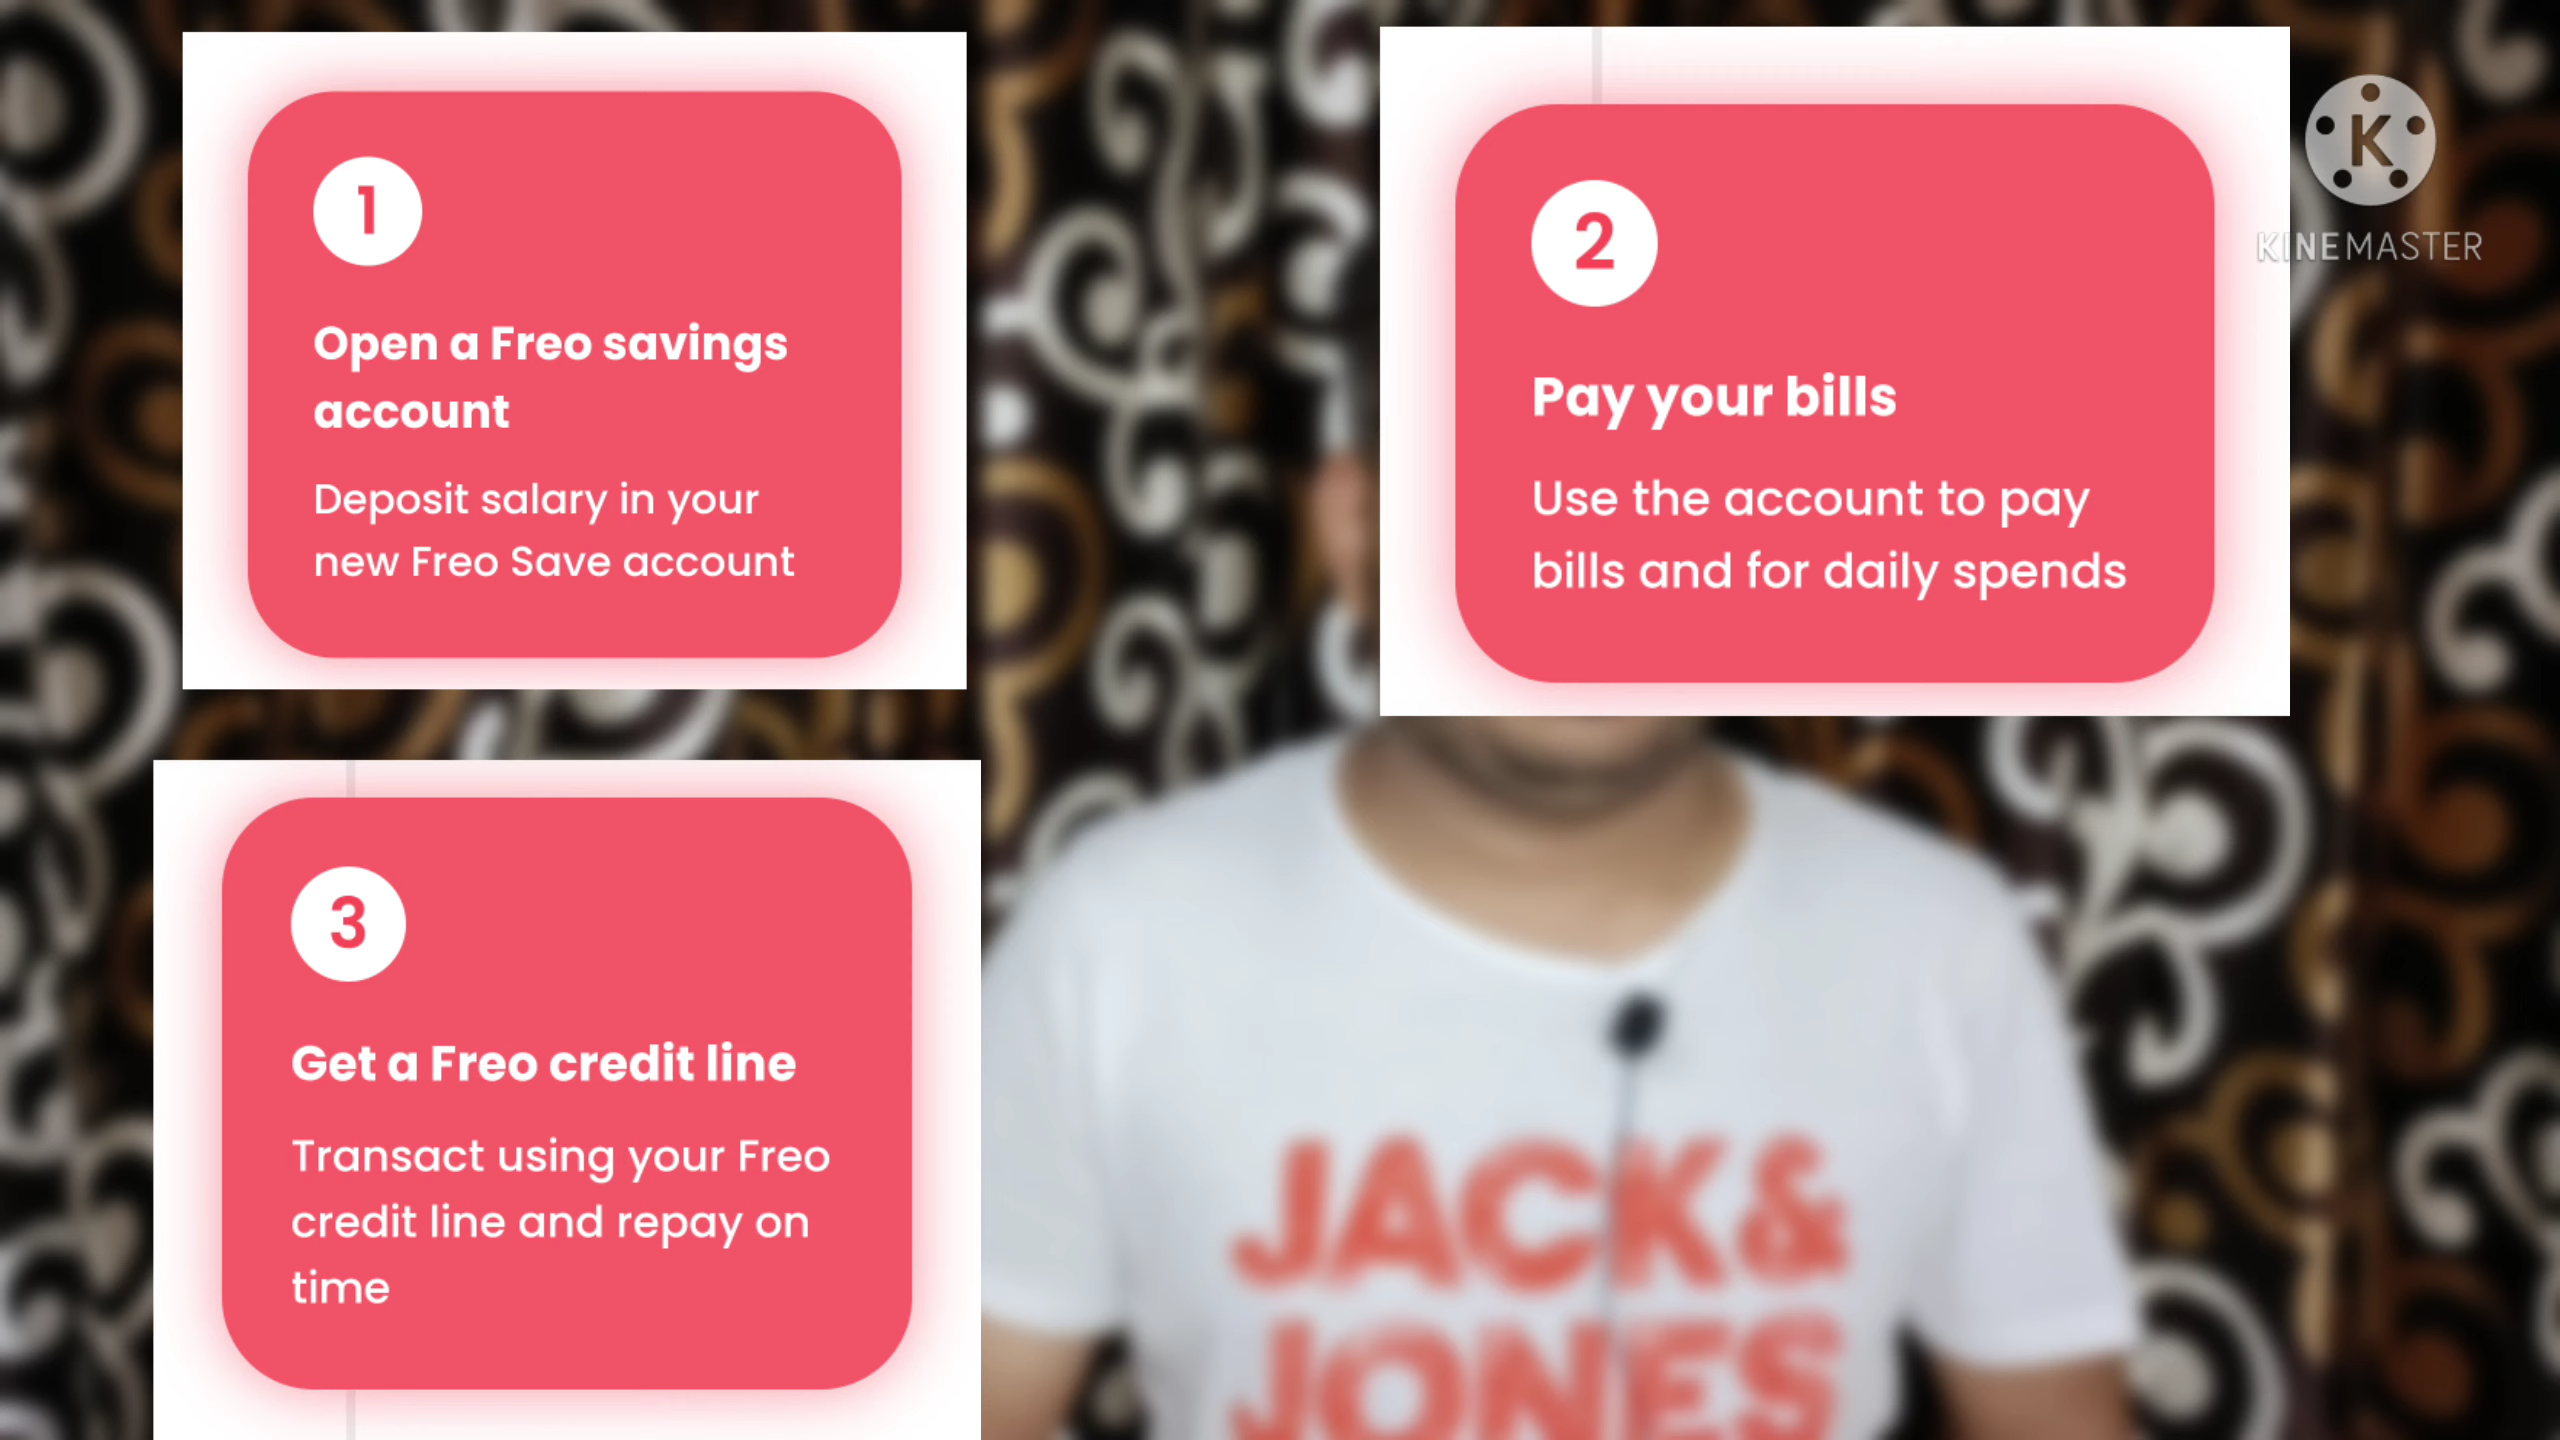 1
Open a Freo savings
account
Deposit salary in your
new Freo Save account
2
Pay your bills
Use the account to pay
bills and for daily spends
K
KINEMASTER
3
Get a Freo credit line
Transact using your Freo
credit line and repay on
time
JACK&
JONES